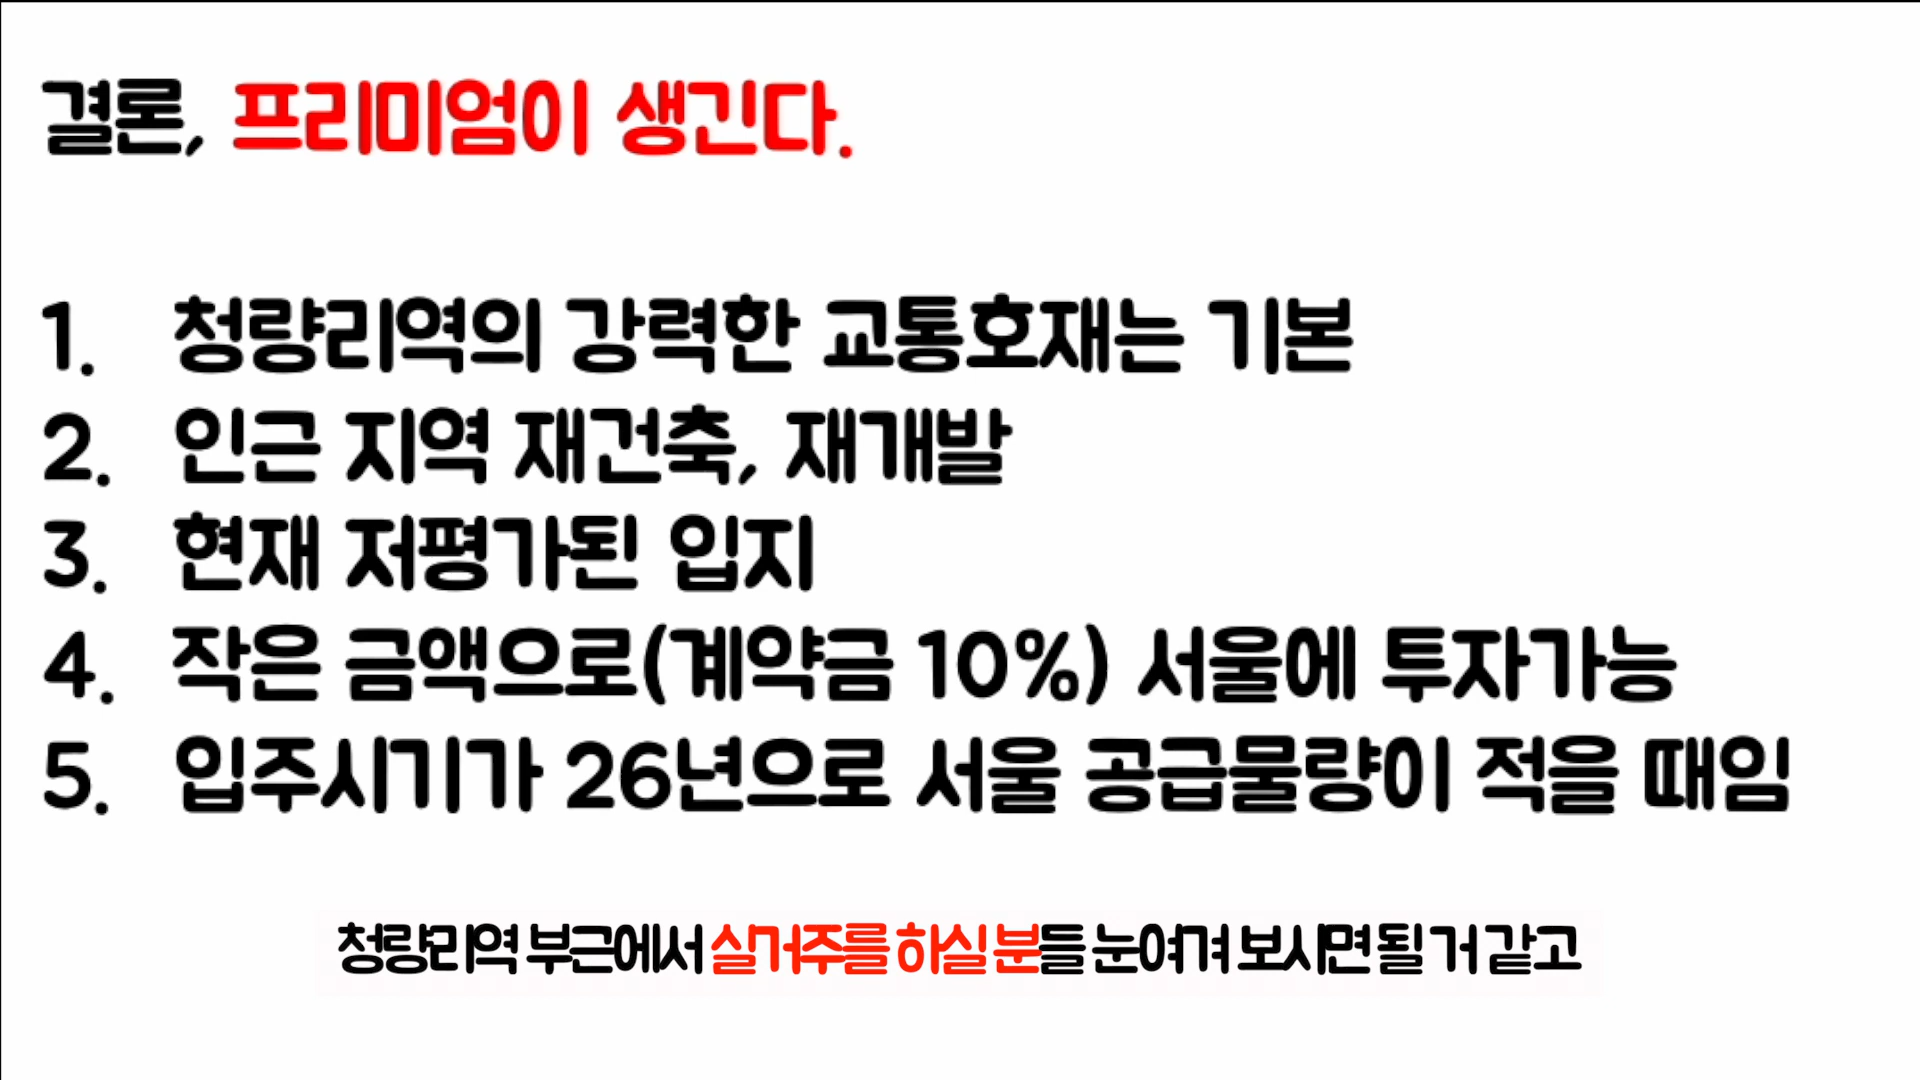 결론, 프리미엄이 생긴다.
1. 청량리역의 강력한 교통호재는 기본
2. 인근 지역 재건축, 재개발
3. 현재 저평가된 입지
4. 작은 금액으로(계약금 10%) 서울에 투자가능
5. 입주시기가 26년으로 서울 공급물량이 적을 때임
청량리역 부근에서 실거주를 하실 분들 눈여겨 보시면 될 거 같고